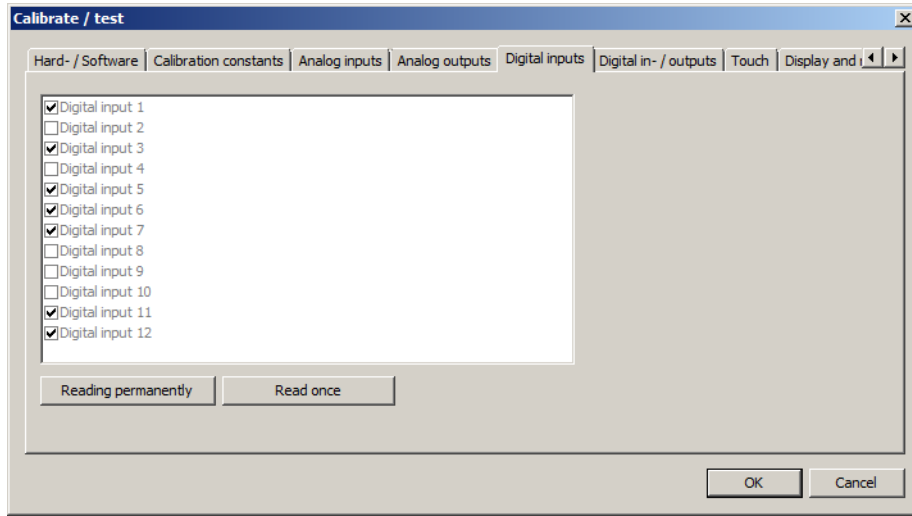 Calibrate / test
Hard- / Software Calibration constants Analog inputs Analog outputs Digital inputs Digital in- / outputs Touch Display and
Digital input 1
Digital input 2
Digital input 3
Digital input 4
Digital input 5
Digital input 6
Digital input 7
Digital input 8
Digital input 9
Digital input 10
Digital input 11
Digital input 12
Reading permanently Read once
OK Cancel